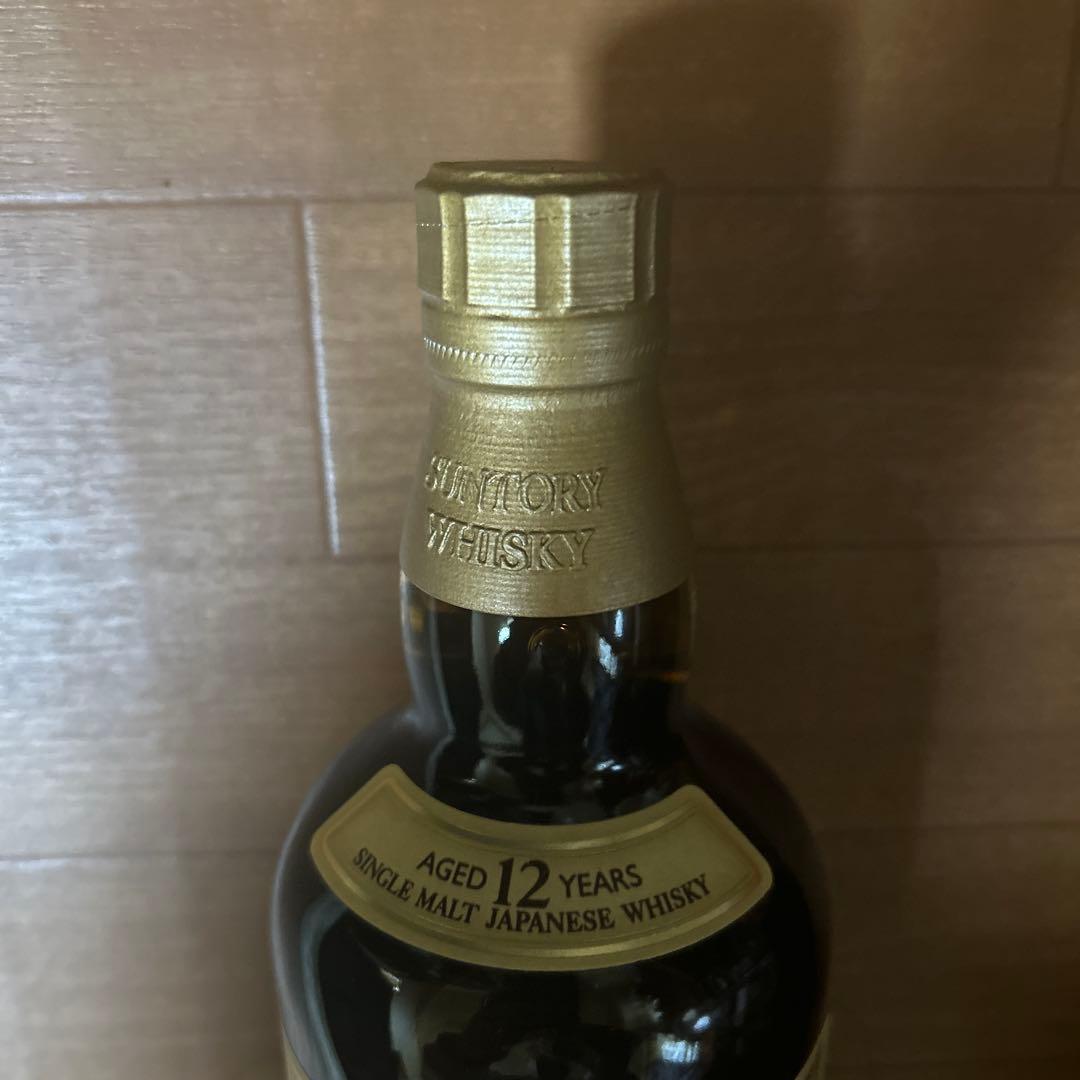 SUNTORY
WHISKY
AGED 12 YEARS
SINGLE MALT JAPANESE WHISKY